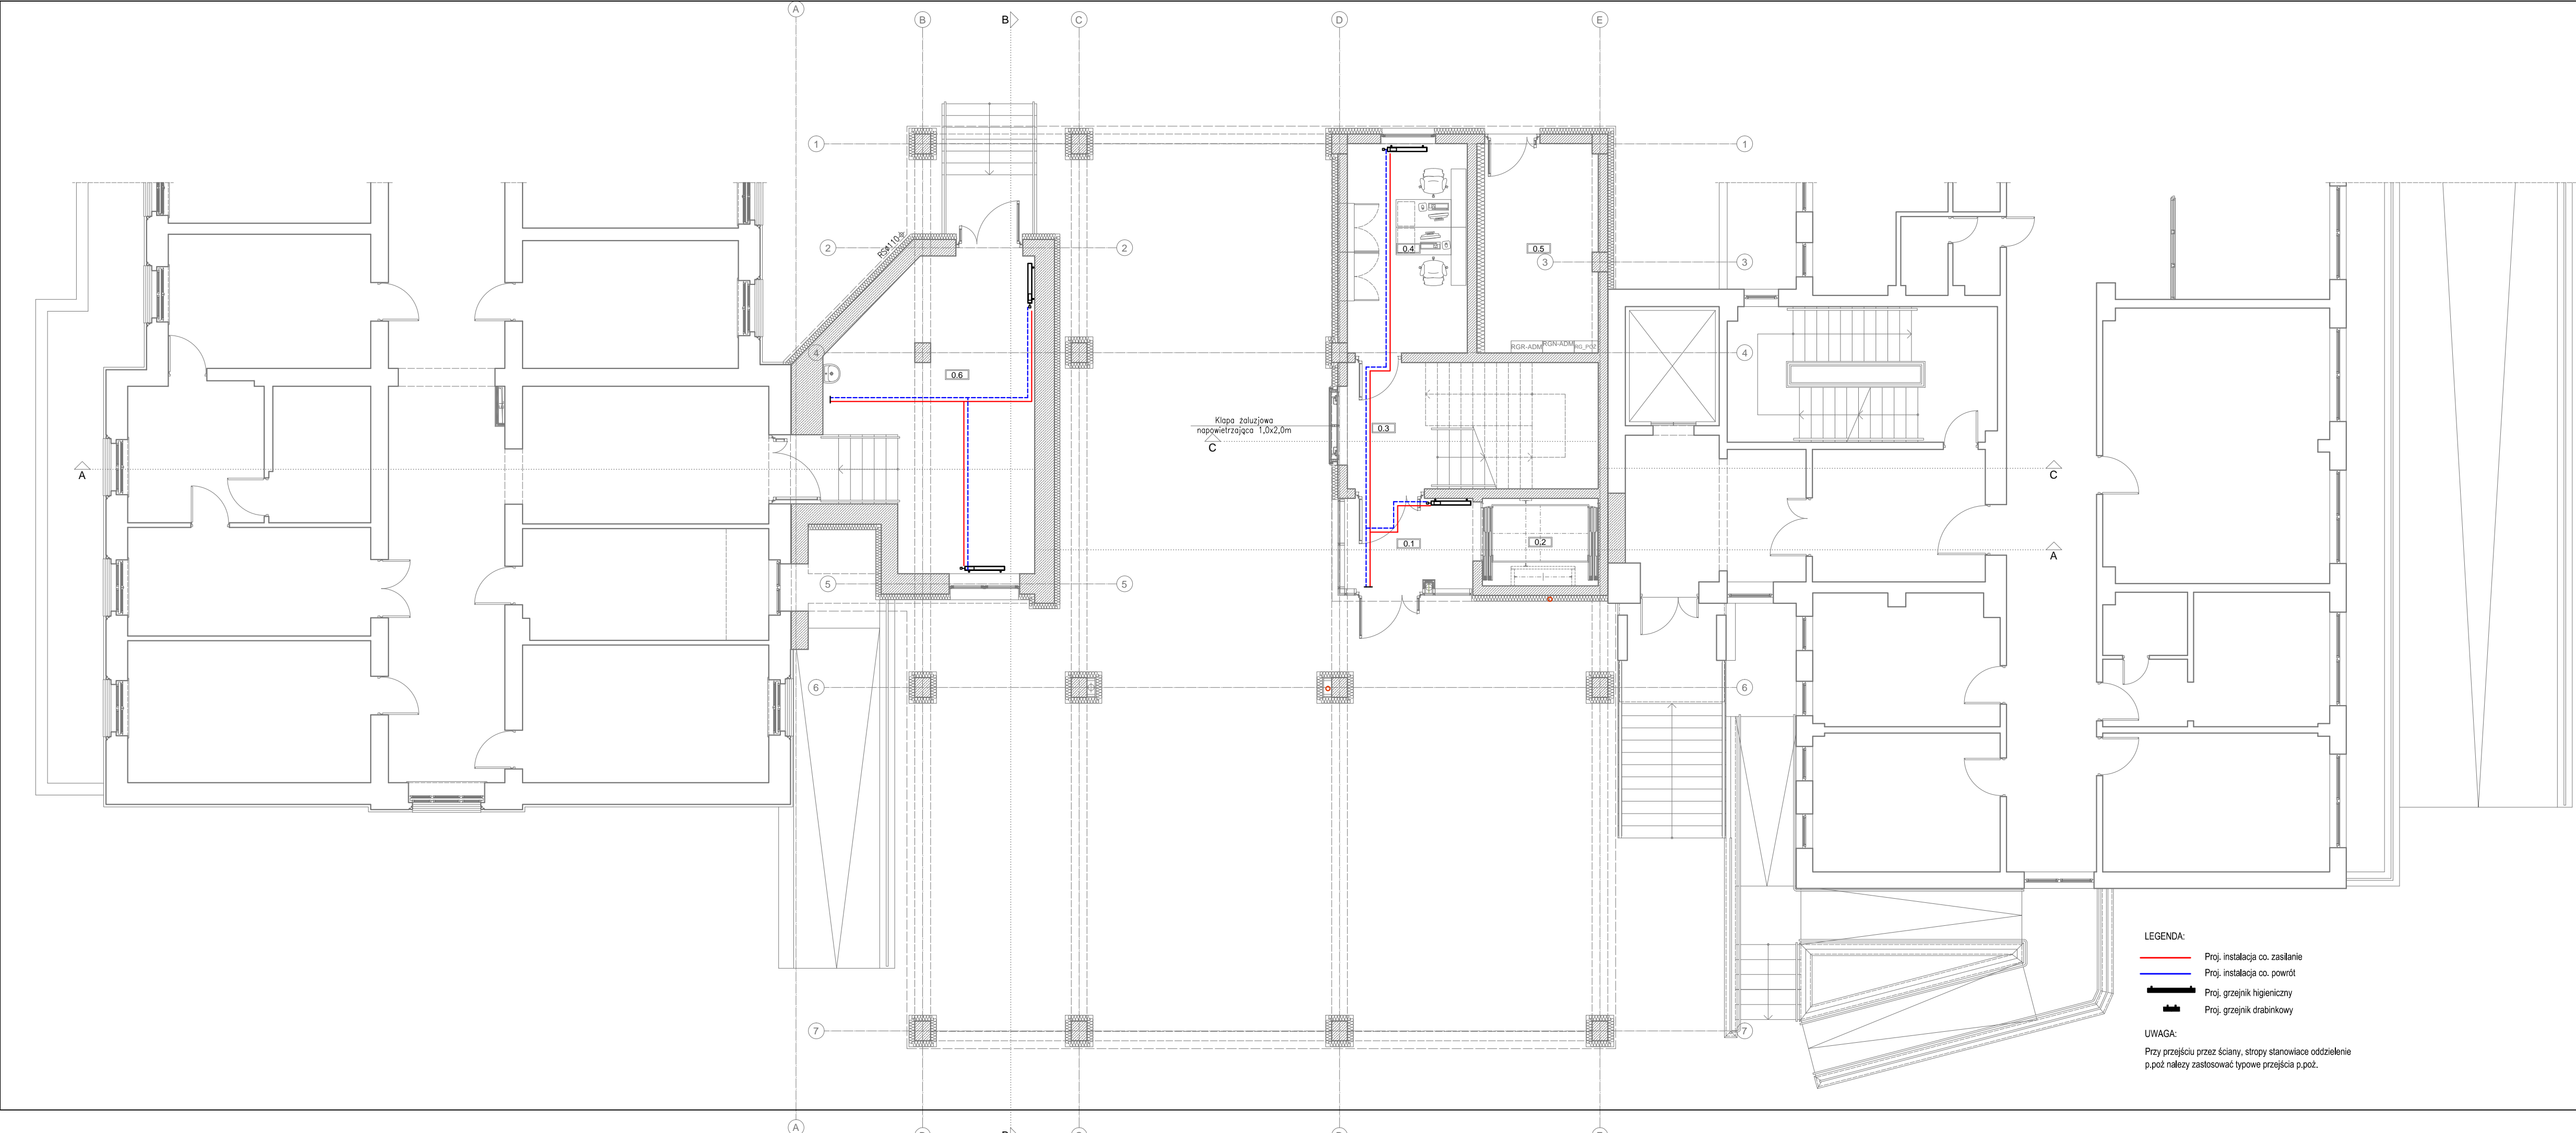 A
B
B
C
D
E
1
1
RSØ110
2
2
0.4
0.5
3
3
4
RGR-ADM
RGN-ADM
RG_POŻ
4
0.6
Klapa żaluzjowa
napowietrzająca 1,0x2,0m
0.3
C
A
C
0.1
0.2
A
5
5
6
6
7
7
LEGENDA:
Proj. instalacja co. zasilanie
Proj. instalacja co. powrót
Proj. grzejnik higieniczny
Proj. grzejnik drabinkowy
UWAGA:
Przy przejściu przez ściany, stropy stanowiace oddzielenie
p.poż nalezy zastosować typowe przejścia p.poż.
A